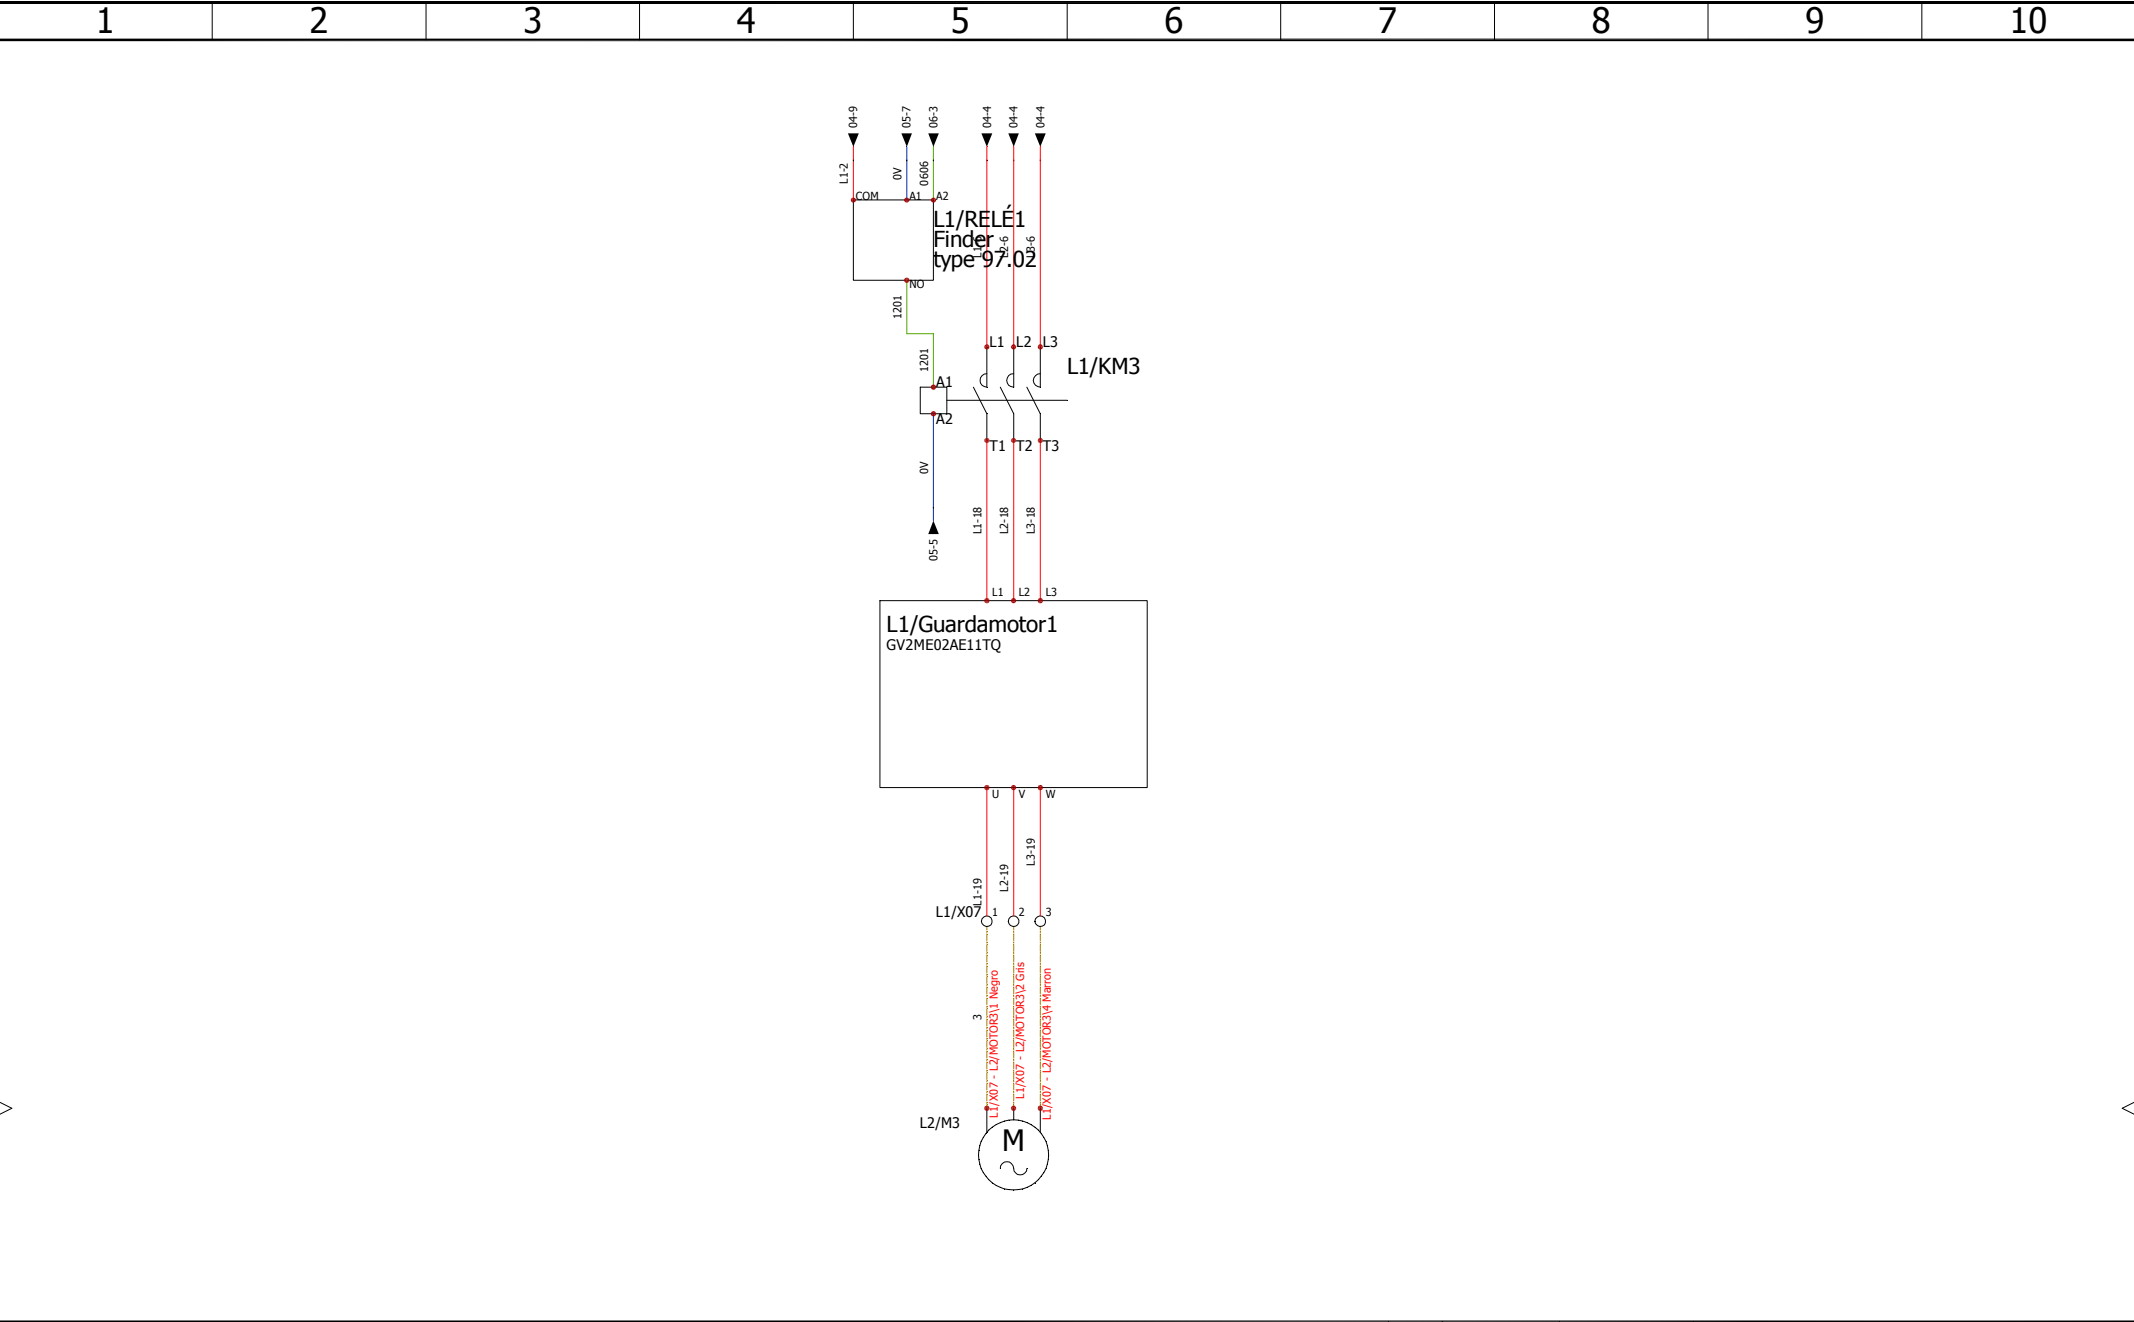 1 2 3 4 5 6 7 8 9 10
04-9 05-7 06-3 04-4 04-4 04-4
L1-2 0V 0606
COM A1 A2
L1/RELÉ1
Finder
type 97.02
L2-6
NO
1201
1201
L1 L2 L3
L1/KM3
A1
A2
T1 T2 T3
0V
L1-18 L2-18 L3-18
05-5
L1 L2 L3
L1/Guardamotor1
GV2ME02AE11TQ
U V W
L1-19 L2-19 L3-19
L1/X07 1 2 3
3
L1/X07 - L2/MOTOR3\1 Negro
L1/X07 - L2/MOTOR3\2 Gris
L1/X07 - L2/MOTOR3\4 Marron
L2/M3
M